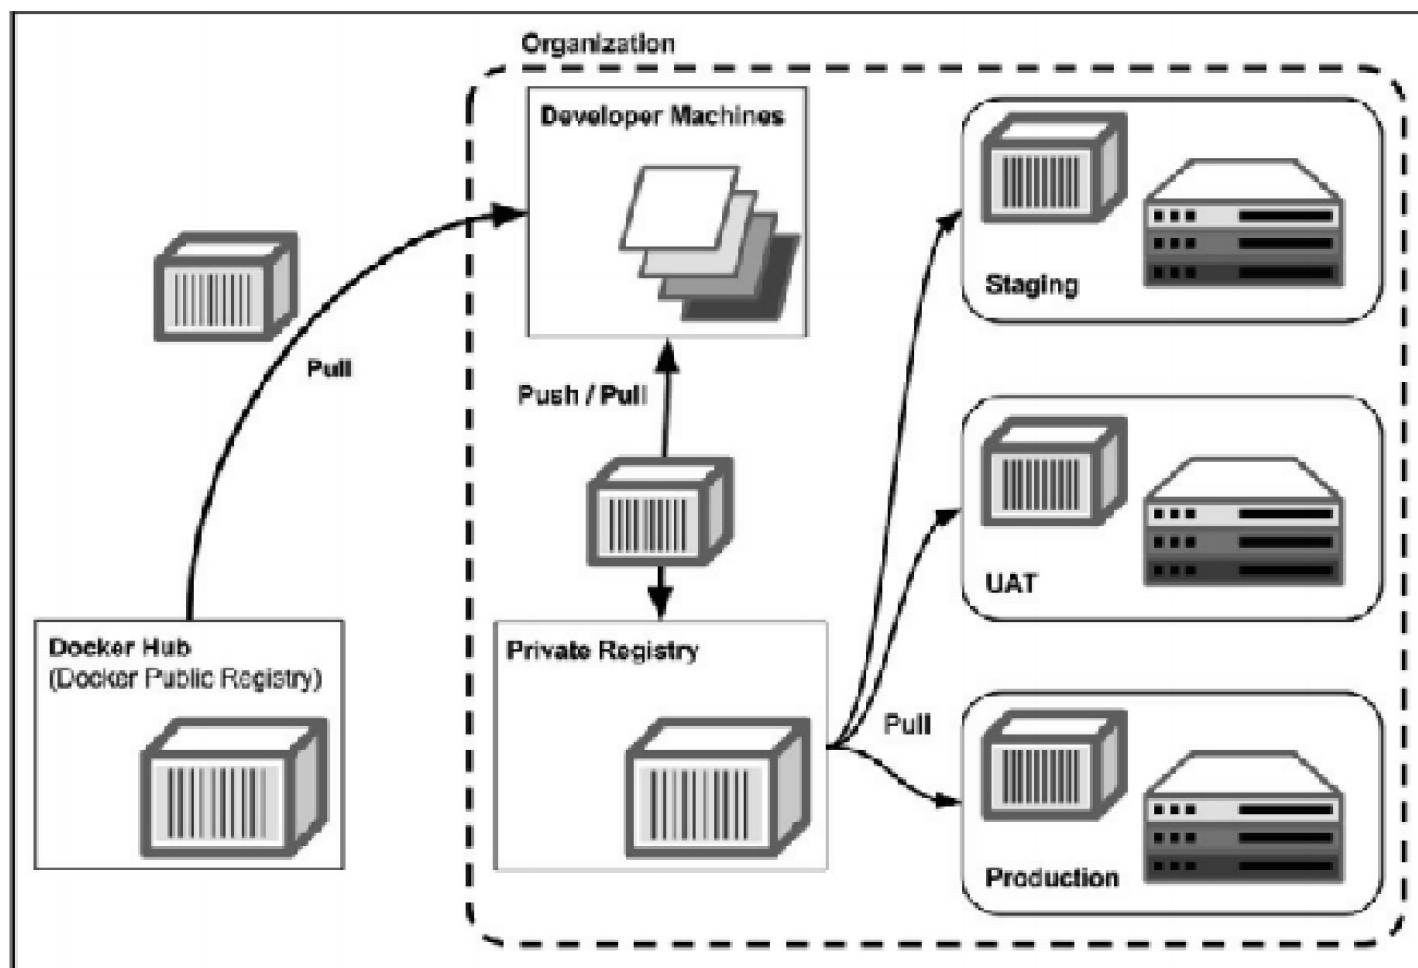 Organization
Developer Machines
Pull
Push / Pull
Staging
UAT
Docker Hub
(Docker Public Registry)
Private Registry
Pull
Production